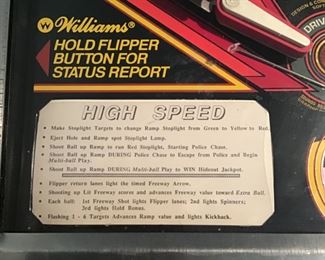 Williams®
HOLD FLIPPER
BUTTON FOR
STATUS REPORT
DESIGN & CO
DRIV
HIGH SPEED
• Make Stoplight Targets to change Ramp Stoplight from Green to Yellow to Red.
• Eject Hole and Ramp spot Stoplight Lamp.
• Shoot Ball up Ramp to run Red Stoplight, Starting Police Chase.
• Shoot Ball up Ramp DURING Police Chase to Escape from Police and Begin
Multi-ball Play.
• Shoot Ball up Ramp DURING Multi-ball Play to WIN Hideout Jackpot.
• Flipper return lanes light the timed Freeway Arrow.
• Shooting up Lit Freeway scores and advances Freeway value toward Extra Ball.
• Each ball: 1st Freeway Shot lights Flipper lanes; 2nd lights Spinners;
3rd lights Hold Bonus.
• Flashing 1 - 6 Targets Advances Ramp value and lights Kickback.